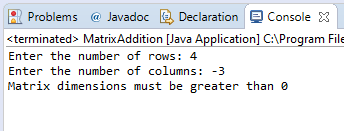 Problems @ Javadoc Declaration Console
<terminated> MatrixAddition [Java Application] C:\Program File
Enter the number of rows: 4
Enter the number of columns: -3
Matrix dimensions must be greater than 0